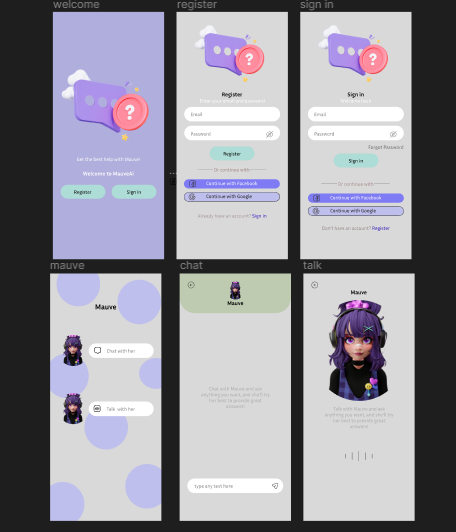 welcome
register
sign in
?
Get the best help with Mauve!
Welcome to MauveAi
Register
Sign in
?
Register
Enter your email and password
Email
Password
Register
Or continue with
Continue with Facebook
Continue with Google
Already have an account? Sign in
?
Sign in
Welcome back!
Email
Password
Forgot Password
Sign in
Or continue with
Continue with Facebook
Continue with Google
Don't have an account? Register
mauve
chat
talk
Mauve
Chat with her
Talk with her
Mauve
Chat with Mauve and ask
anything you want, and she'll try
her best to provide great
answers!
type any text here
Mauve
Talk with Mauve and get
anything you want, and she'll try
her best to provide great
answers!